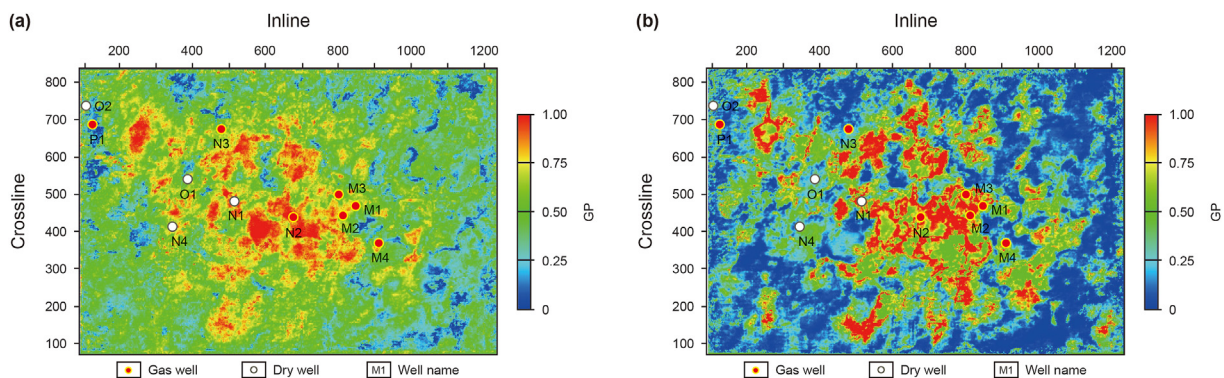 (a)
Inline
200 400 600 800 1000 1200
Crossline
800
700
600
500
400
300
200
100
O2
P1
N3
O1
M3
N1
M1
M2
N2
N4
M4
1.00
0.75
0.50
0.25
0
GP
Gas well
Dry well
M1 Well name
(b)
Inline
200 400 600 800 1000 1200
Crossline
800
700
600
500
400
300
200
100
O2
P1
N3
O1
M3
N1
M1
M2
N2
N4
M4
1.00
0.75
0.50
0.25
0
GP
Gas well
Dry well
M1 Well name